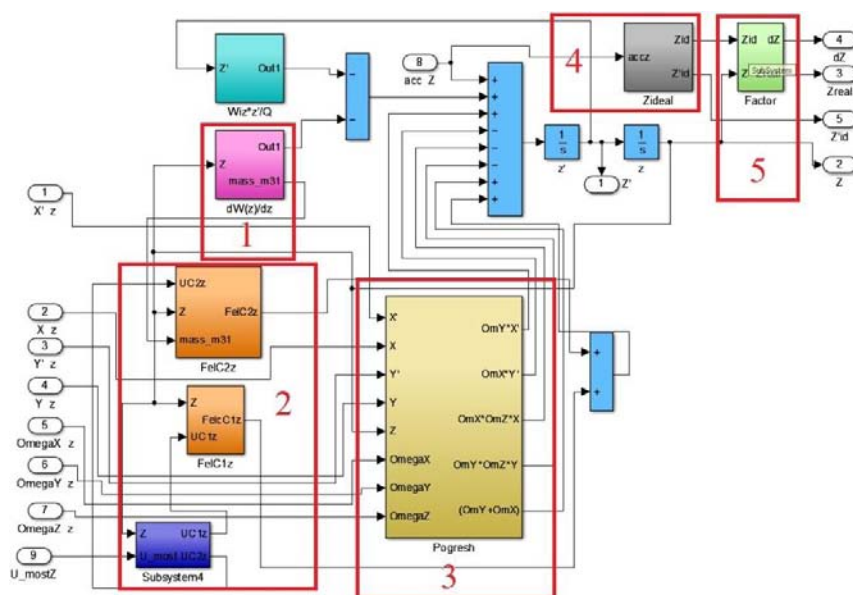 Z'
Out1
Wiz*z'/Q
8
acc Z
4
accz
Zid
Z'id
Zideal
Zid
dZ
Z
SubSystem
Factor
5
4
dZ
3
Zreal
5
Z'id
2
Z
Z
Out1
mass_m31
dW(z)/dz
1
1
s
z'
1
s
z
1
Z'
1
X' z
2
X z
3
Y' z
4
Y z
5
OmegaX z
6
OmegaY z
7
OmegaZ z
9
U_mostZ
UC2z
Z
mass_m31
FelC2z
FelC2z
2
Z
UC1z
FelcC1z
FelC1z
Z
U_most
UC1z
UC2z
Subsystem4
X'
X
Y'
Y
Z
OmegaX
OmegaY
OmegaZ
OmY*X'
OmX*Y'
OmX*OmZ*X
OmY*OmZ*Y
(OmY+OmX)
Pogresh
3